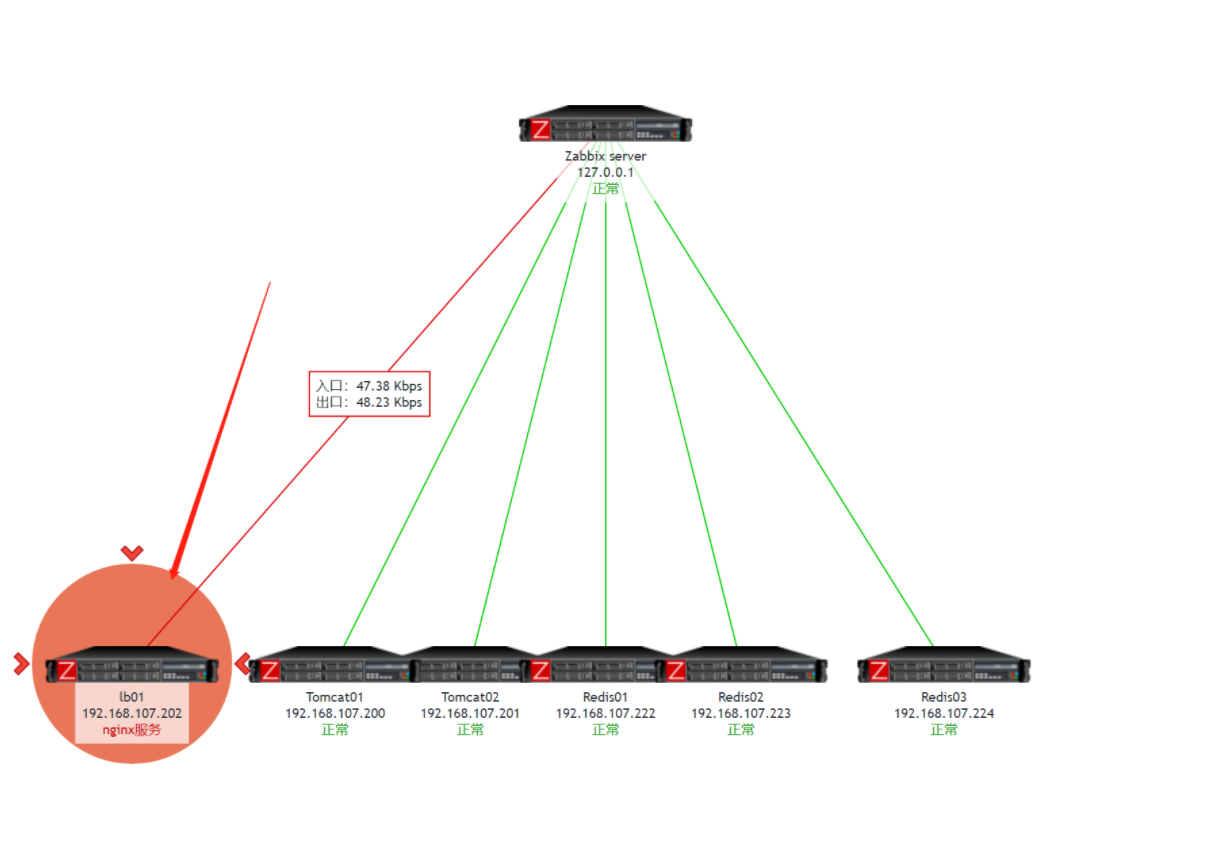 Zabbix server
127.0.0.1
正常
入口：47.38 Kbps
出口：48.23 Kbps
lb01
192.168.107.202
nginx服务
Tomcat01
192.168.107.200
正常
Tomcat02
192.168.107.201
正常
Redis01
192.168.107.222
正常
Redis02
192.168.107.223
正常
Redis03
192.168.107.224
正常